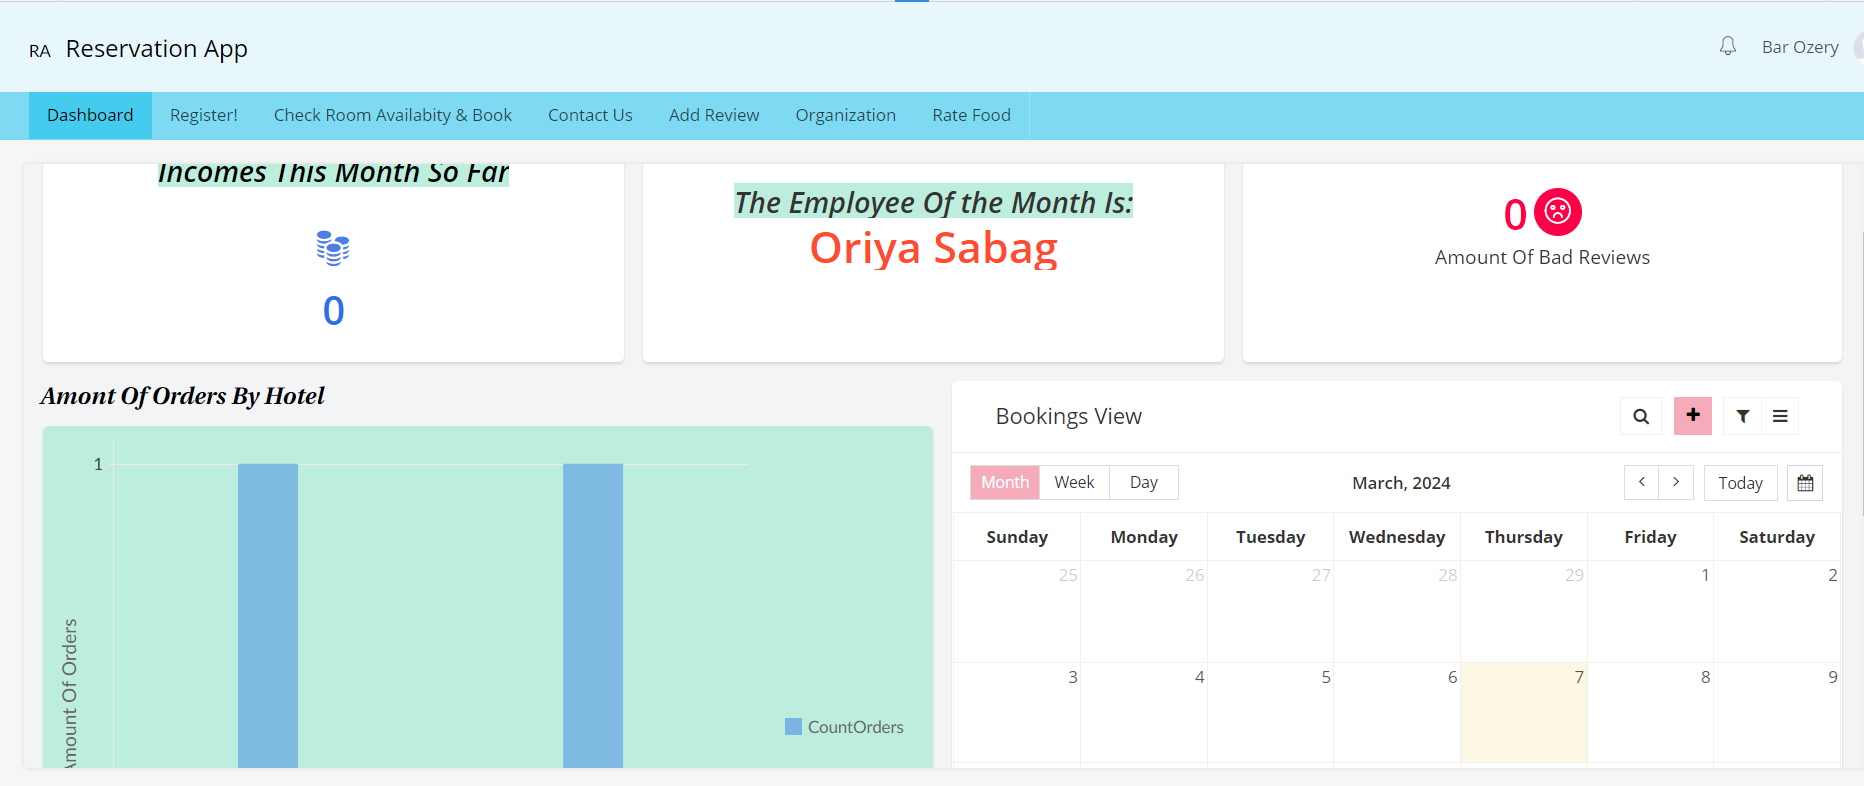 RA Reservation App
Bar Ozery
Dashboard Register! Check Room Availabity & Book Contact Us Add Review Organization Rate Food
Incomes This Month So Far
0
The Employee Of the Month Is:
Oriya Sabag
0
Amount Of Bad Reviews
Amont Of Orders By Hotel
1
Amount Of Orders
CountOrders
Bookings View
Month Week Day
March, 2024
Today
Sunday Monday Tuesday Wednesday Thursday Friday Saturday
25 26 27 28 29 1 2
3 4 5 6 7 8 9